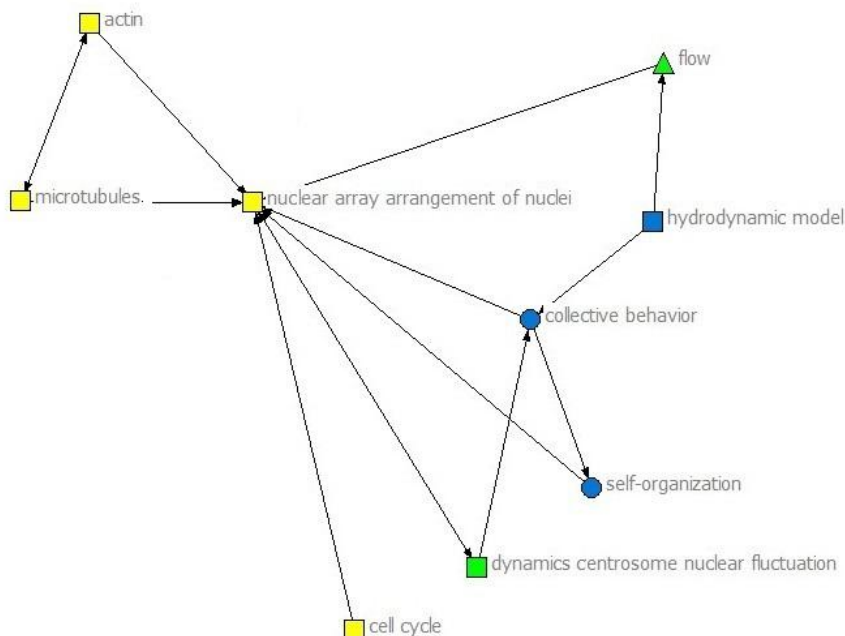 actin
flow
microtubules.
nuclear array arrangement of nuclei
hydrodynamic model
collective behavior
self-organization
dynamics centrosome nuclear fluctuation
cell cycle